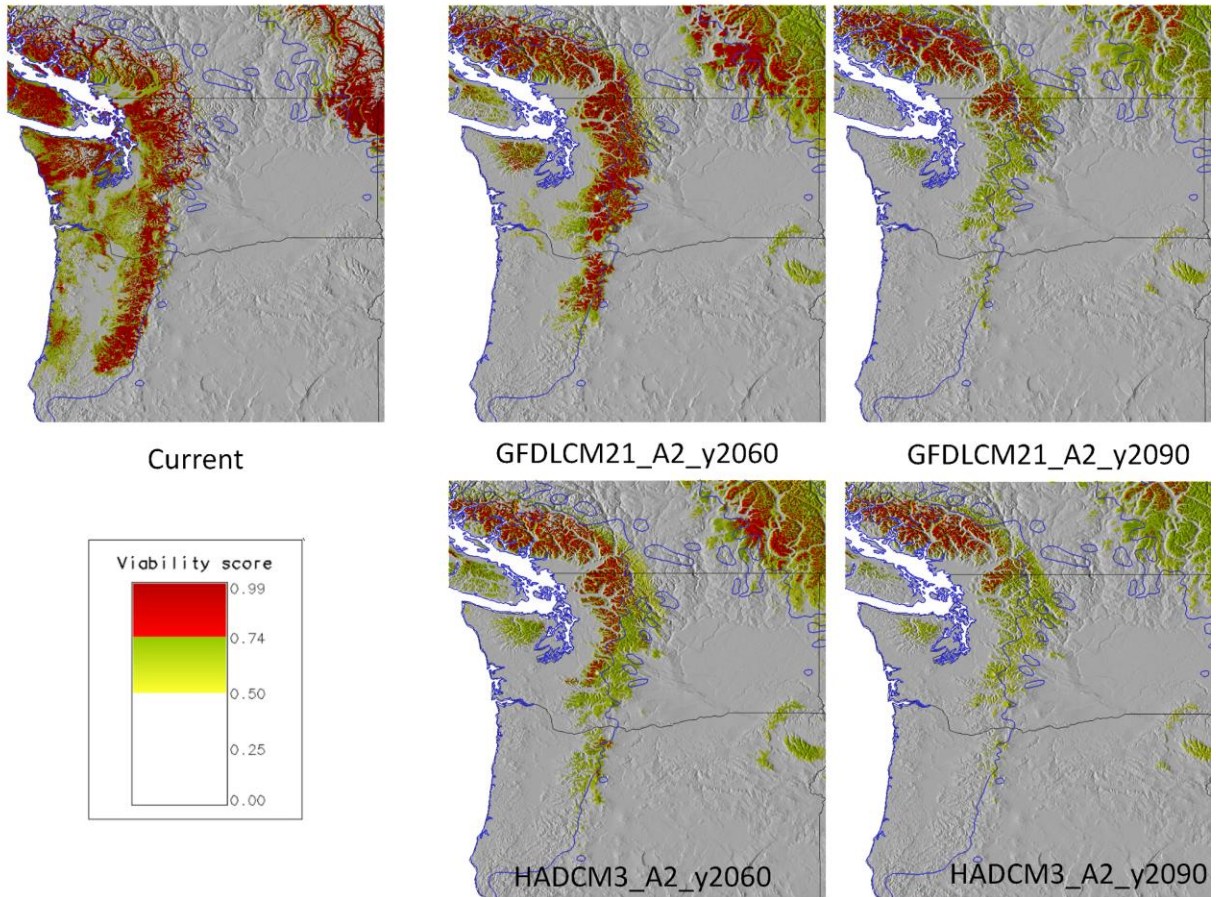 Current
GFDLCM21_A2_y2060
GFDLCM21_A2_y2090
Viability score
0.99
0.74
0.50
0.25
0.00
HADCM3_A2_y2060
HADCM3_A2_y2090